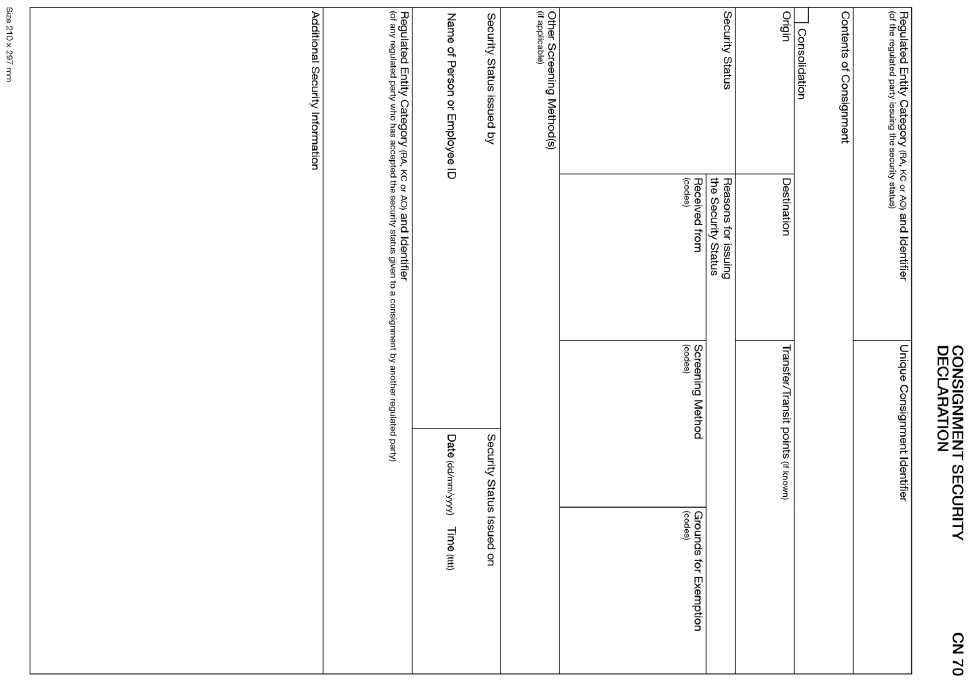 CONSIGNMENT SECURITY
DECLARATION
CN 70
Regulated Entity Category (RA, KC or AO) and Identifier
(of the regulated party issuing the security status)
Unique Consignment Identifier
Contents of Consignment
Consolidation
Origin
Destination
Transfer/Transit points (if known)
Security Status
Reasons for issuing
the Security Status
Received from
(codes)
Screening Method
(codes)
Grounds for Exemption
(codes)
Other Screening Method(s)
(if applicable)
Security Status issued by
Security Status Issued on
Name of Person or Employee ID
Date (dd/mm/yyyy) Time (tttt)
Regulated Entity Category (RA, KC or AO) and Identifier
(of any regulated party who has accepted the security status given to a consignment by another regulated party)
Additional Security Information
Size 210 x 297 mm